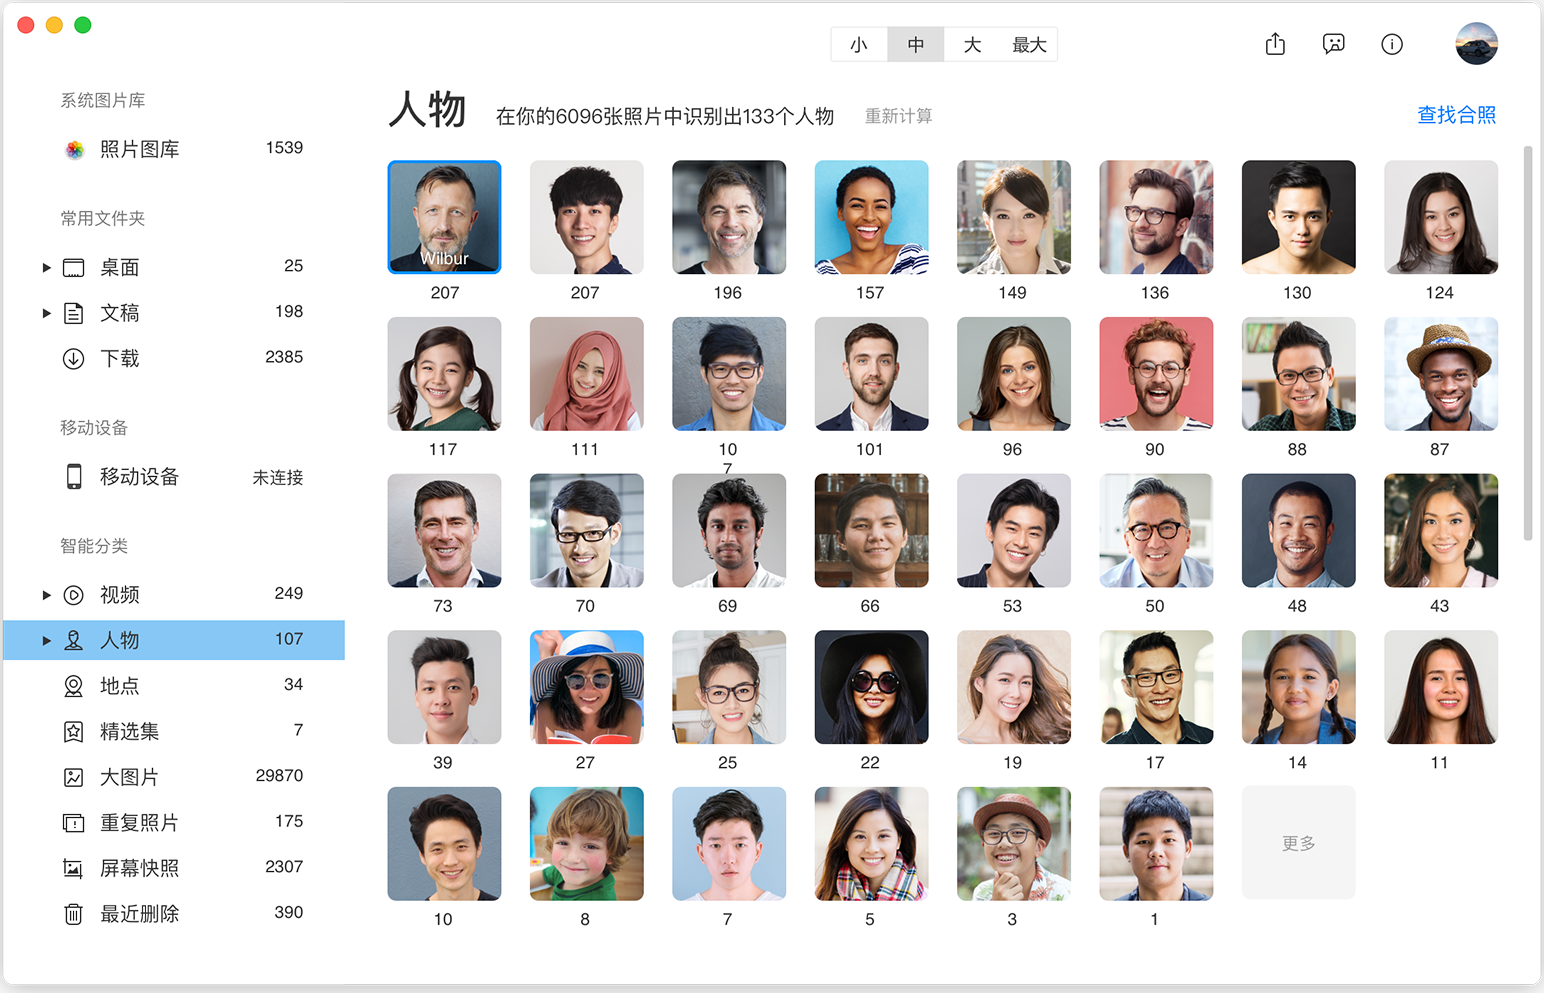 小 中 大 最大
系统图片库
照片图库 1539
常用文件夹
桌面 25
文稿 198
下载 2385
移动设备
移动设备 未连接
智能分类
视频 249
人物 107
地点 34
精选集 7
大图片 29870
重复照片 175
屏幕快照 2307
最近删除 390
人物 在你的6096张照片中识别出133个人物 重新计算 查找合照
Wilbur
207 207 196 157 149 136 130 124
117 111 10 101 96 90 88 87
7
73 70 69 66 53 50 48 43
39 27 25 22 19 17 14 11
更多
10 8 7 5 3 1